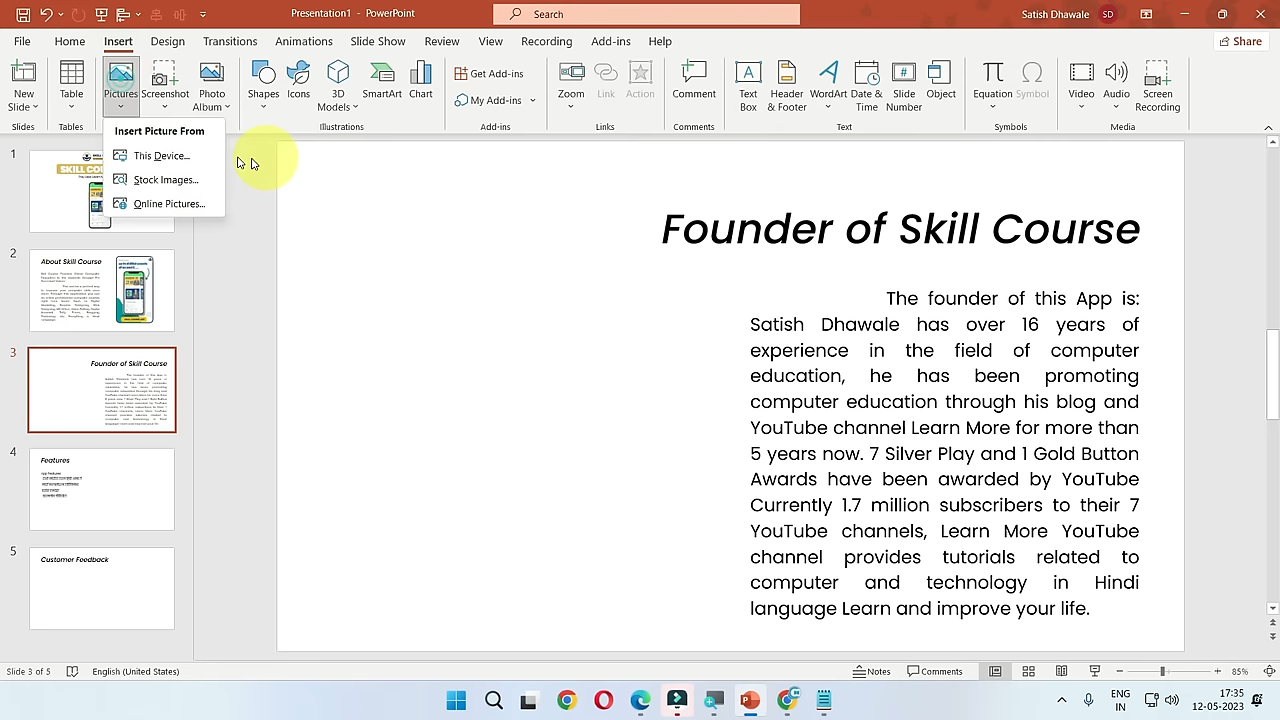 Presentation1 - PowerPoint
Search
Satish Dhawale SD
File Home Insert Design Transitions Animations Slide Show Review View Recording Add-ins Help
Share
New Slide
Table
Pictures
Screenshot
Photo Album
Shapes
Icons
3D Models
SmartArt
Chart
Get Add-ins
My Add-ins
Zoom
Link
Action
Comment
Text Box
Header & Footer
WordArt
Date & Time
Slide Number
Object
Equation
Symbol
Video
Audio
Screen Recording
Slides Tables Illustrations Add-ins Links Comments Text Symbols Media
Insert Picture From
This Device...
Stock Images...
Online Pictures...
1
2
About Skill Course
3
Founder of Skill Course
4
Features
5
Customer Feedback
Founder of Skill Course
The founder of this App is:
Satish Dhawale has over 16 years of
experience in the field of computer
education, he has been promoting
computer education through his blog and
YouTube channel Learn More for more than
5 years now. 7 Silver Play and 1 Gold Button
Awards have been awarded by YouTube
Currently 1.7 million subscribers to their 7
YouTube channels, Learn More YouTube
channel provides tutorials related to
computer and technology in Hindi
language Learn and improve your life.
Slide 3 of 5 English (United States)
Notes Comments 85%
ENG
IN
17:35
12-05-2023